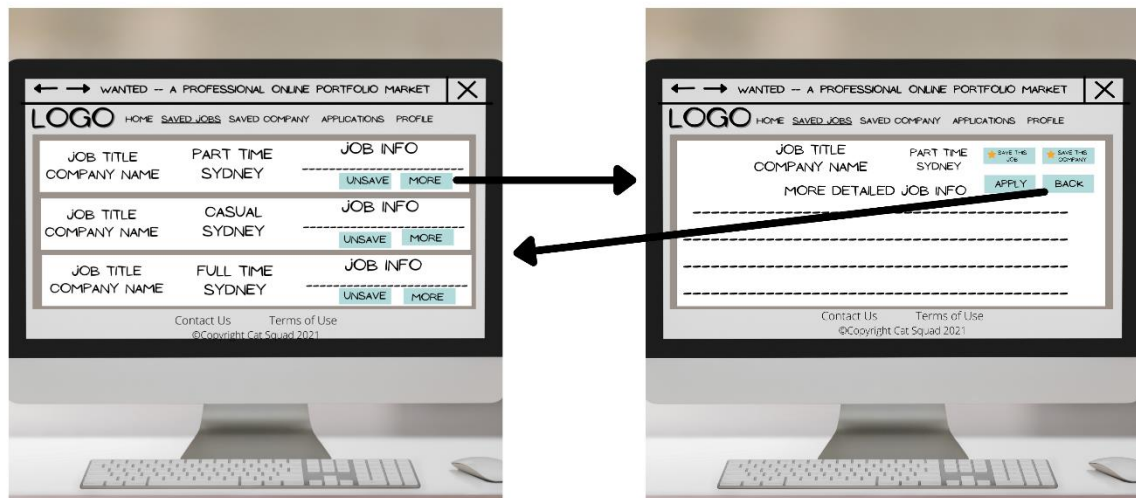 WANTED -- A PROFESSIONAL ONLINE PORTFOLIO MARKET
LOGO HOME SAVED JOBS SAVED COMPANY APPLICATIONS PROFILE
JOB TITLE PART TIME JOB INFO
COMPANY NAME SYDNEY
UNSAVE MORE
JOB TITLE CASUAL JOB INFO
COMPANY NAME SYDNEY
UNSAVE MORE
JOB TITLE FULL TIME JOB INFO
COMPANY NAME SYDNEY
UNSAVE MORE
Contact Us Terms of Use
©Copyright Cat Squad 2021
WANTED -- A PROFESSIONAL ONLINE PORTFOLIO MARKET
LOGO HOME SAVED JOBS SAVED COMPANY APPLICATIONS PROFILE
JOB TITLE PART TIME SAVE THIS JOB SAVE THIS COMPANY
COMPANY NAME SYDNEY
MORE DETAILED JOB INFO APPLY BACK
Contact Us Terms of Use
©Copyright Cat Squad 2021